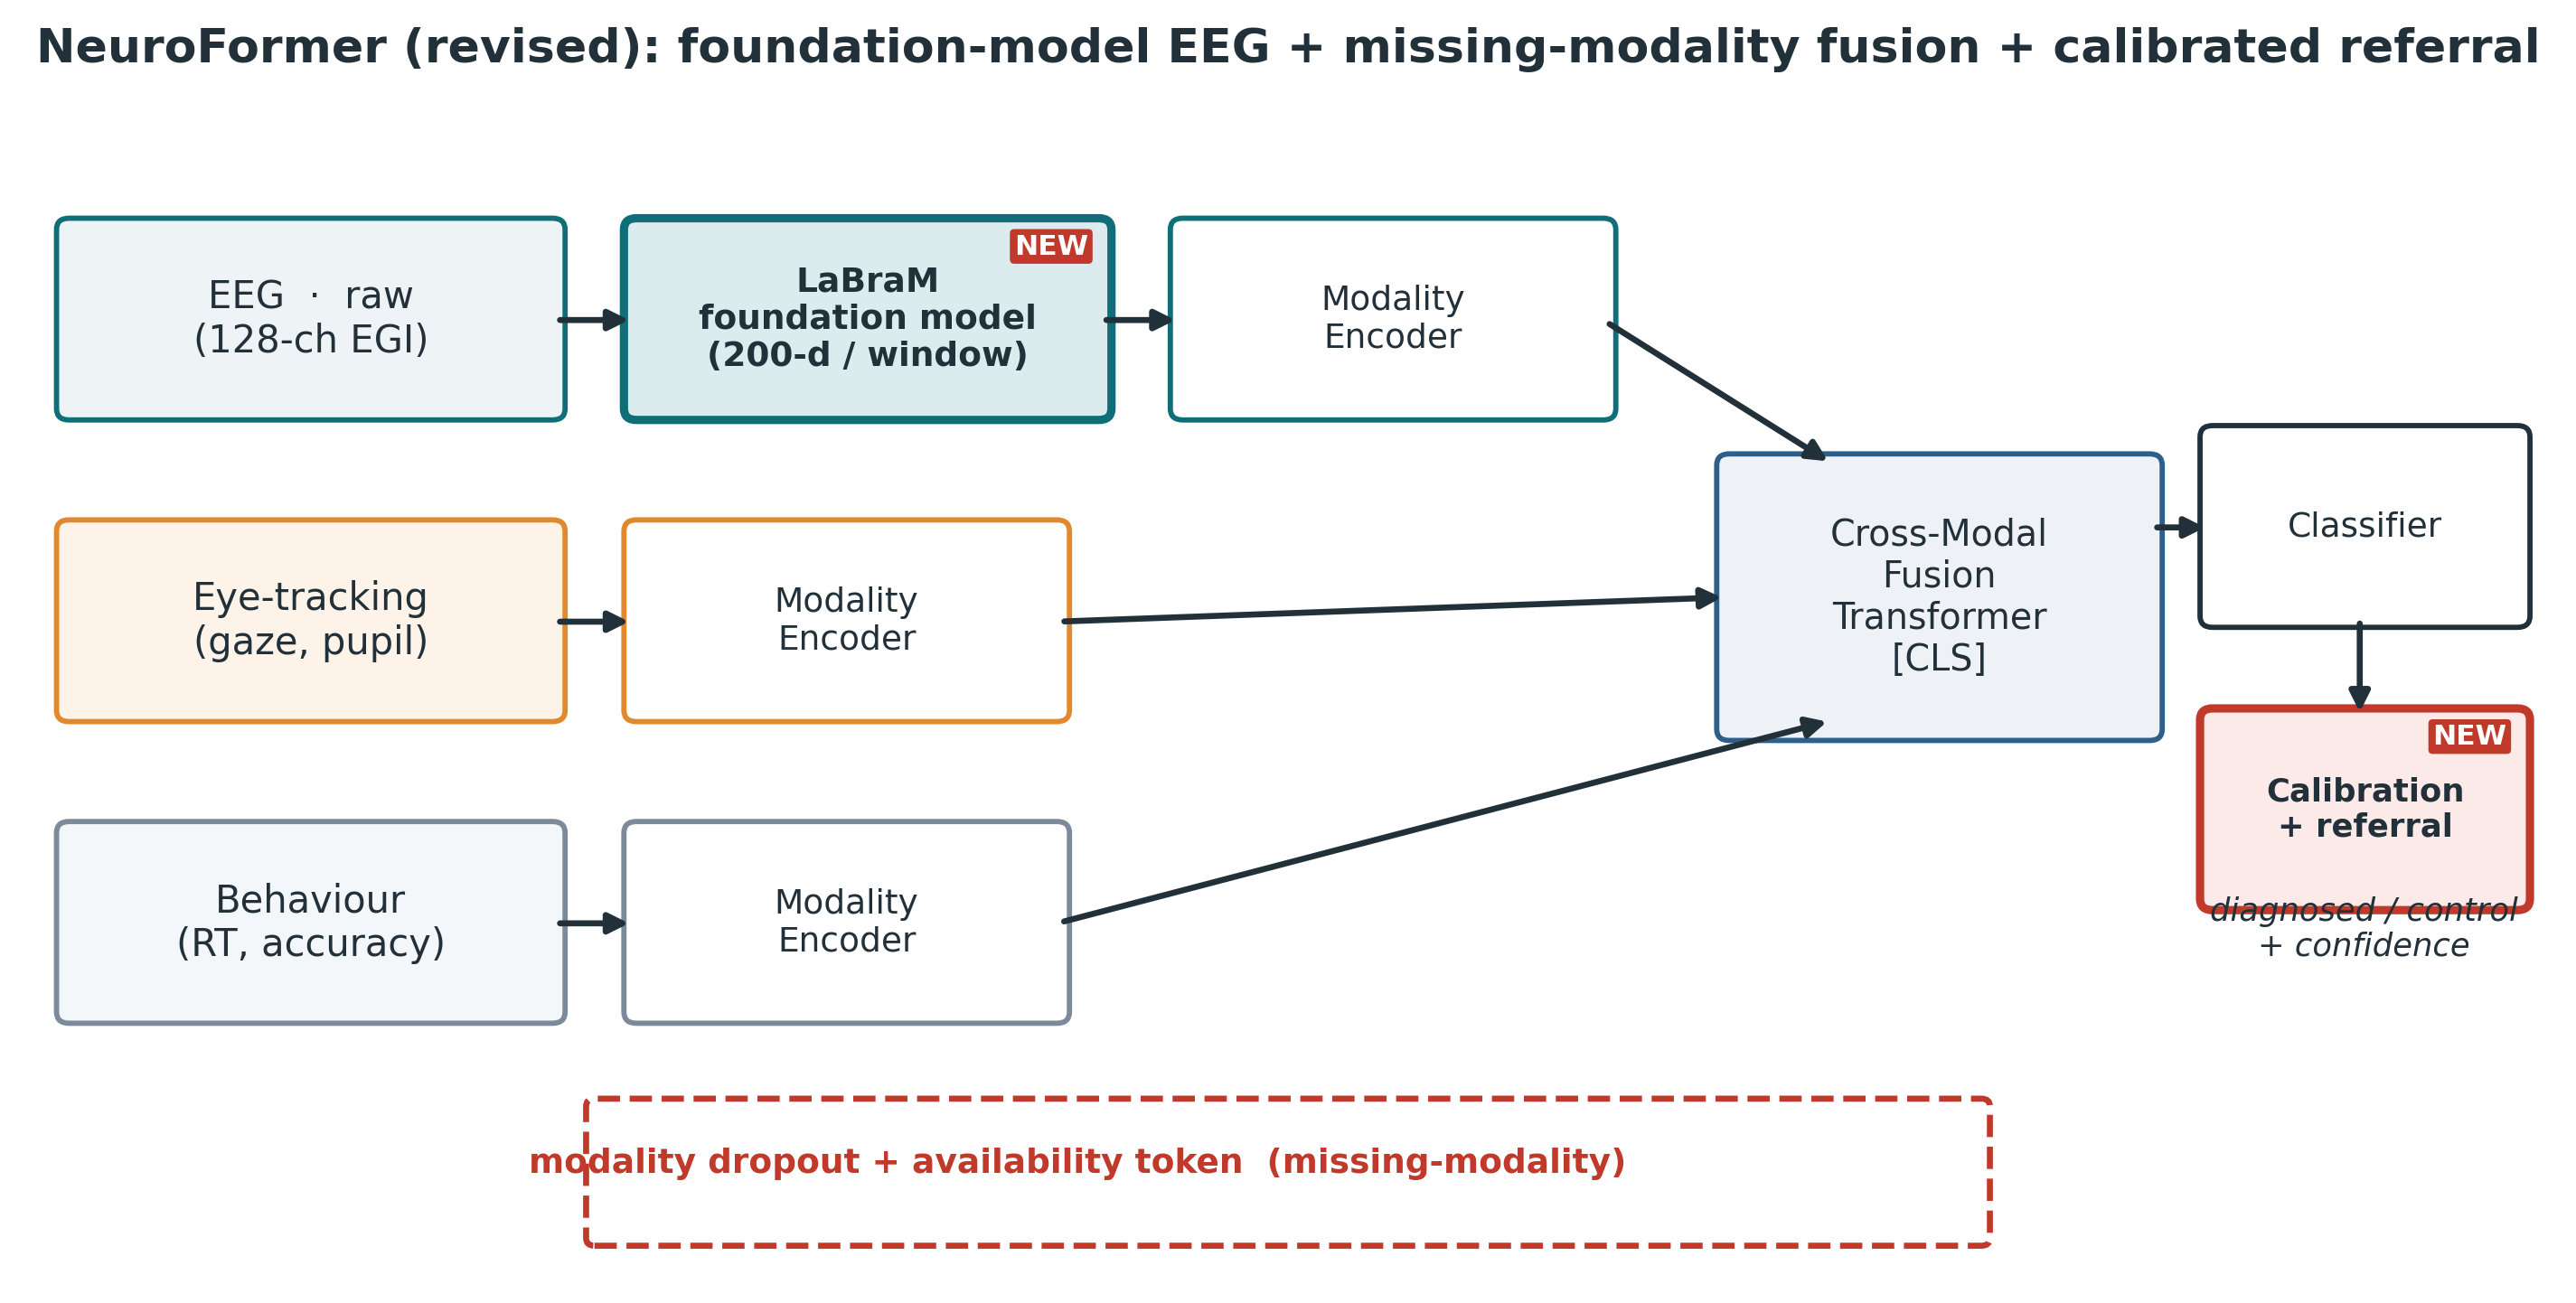 NeuroFormer (revised): foundation-model EEG + missing-modality fusion + calibrated referral
EEG · raw
(128-ch EGI)
NEW
LaBraM
foundation model
(200-d / window)
Modality
Encoder
Eye-tracking
(gaze, pupil)
Modality
Encoder
Cross-Modal
Fusion
Transformer
[CLS]
Classifier
NEW
Calibration
+ referral
diagnosed / control
+ confidence
Behaviour
(RT, accuracy)
Modality
Encoder
modality dropout + availability token (missing-modality)